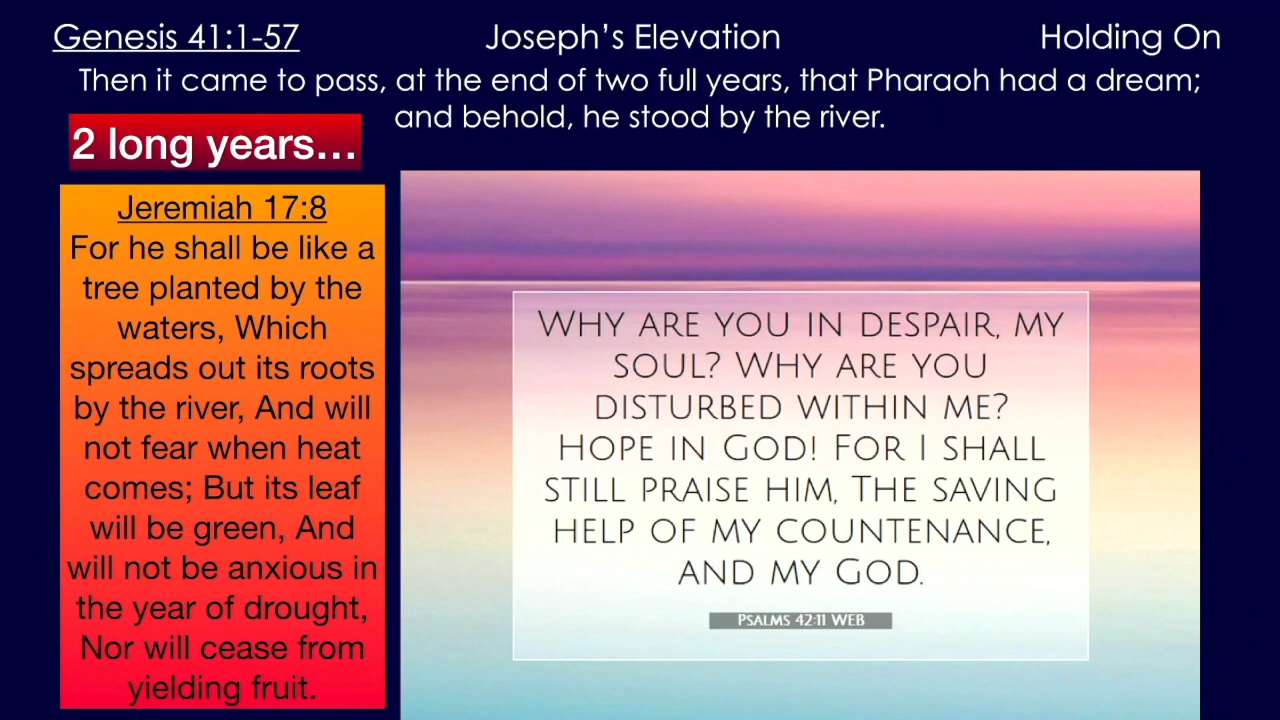 Genesis 41:1-57 Joseph's Elevation Holding On
Then it came to pass, at the end of two full years, that Pharaoh had a dream;
and behold, he stood by the river.
2 long years...
Jeremiah 17:8
For he shall be like a
tree planted by the
waters, Which
spreads out its roots
by the river, And will
not fear when heat
comes; But its leaf
will be green, And
will not be anxious in
the year of drought,
Nor will cease from
yielding fruit.
WHY ARE YOU IN DESPAIR, MY
SOUL? WHY ARE YOU
DISTURBED WITHIN ME?
HOPE IN GOD! FOR I SHALL
STILL PRAISE HIM, THE SAVING
HELP OF MY COUNTENANCE,
AND MY GOD.
PSALMS 42:11 WEB